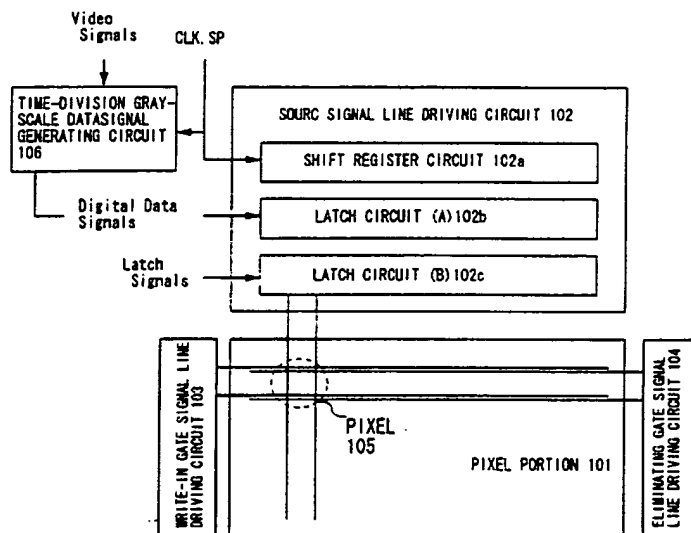 Video
Signals
CLK.SP
TIME-DIVISION GRAY-
SCALE DATASIGNAL
GENERATING CIRCUIT
106
SOURC SIGNAL LINE DRIVING CIRCUIT 102
SHIFT REGISTER CIRCUIT 102a
Digital Data
Signals
LATCH CIRCUIT (A)102b
Latch
Signals
LATCH CIRCUIT (B)102c
WRITE-IN GATE SIGNAL LINE
DRIVING CIRCUIT 103
PIXEL
105
PIXEL PORTION 101
ELIMINATING GATE SIGNAL
LINE DRIVING CIRCUIT 104